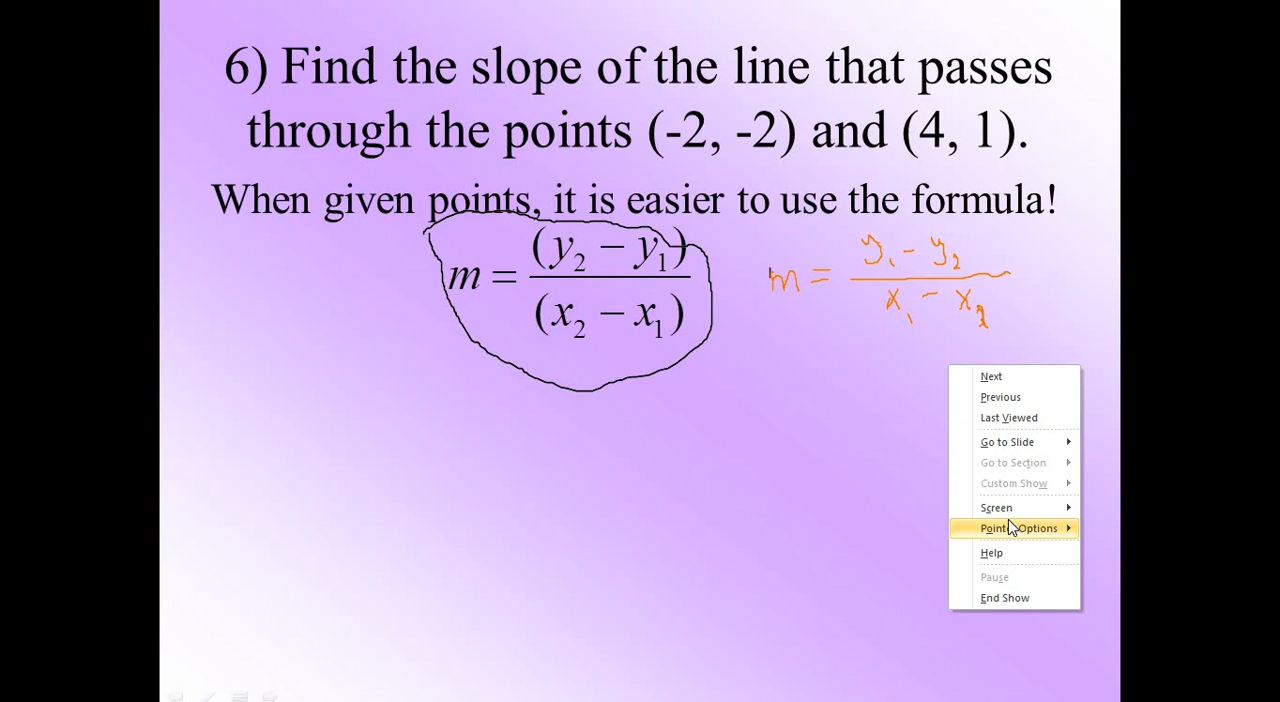 6) Find the slope of the line that passes
through the points (-2, -2) and (4, 1).
When given points, it is easier to use the formula!
m = (y₂ − y₁) / (x₂ − x₁)
m = y₁ - y₂ / x₁ - x₂
Next
Previous
Last Viewed
Go to Slide
Go to Section
Custom Show
Screen
Pointer Options
Help
Pause
End Show